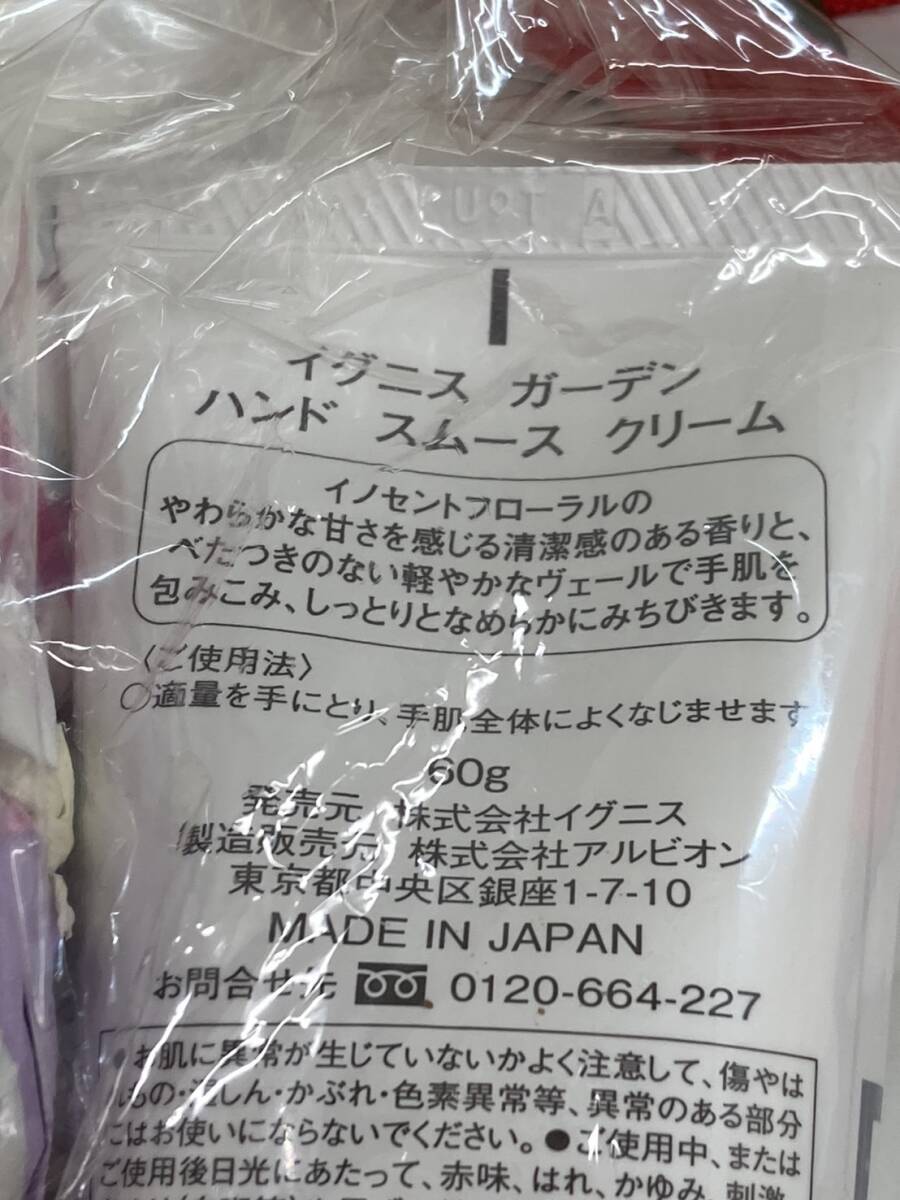 イグニス ガーデン
ハンド スムース クリーム
イノセントフローラルの
やわらかな甘さを感じる清潔感のある香りと、
べたつきのない軽やかなヴェールで手肌を
包みこみ、しっとりとなめらかにみちびきます。
〈ご使用法〉
○適量を手にとり、手肌全体によくなじませます
60g
発売元 株式会社イグニス
製造販売元 株式会社アルビオン
東京都中央区銀座1-7-10
MADE IN JAPAN
お問合せ先 0120-664-227
●お肌に異常が生じていないかよく注意して、傷やは
れもの・湿しん・かぶれ・色素異常等、異常のある部分
にはお使いにならないでください。●ご使用中、または
ご使用後日光にあたって、赤味、はれ、かゆみ、刺激